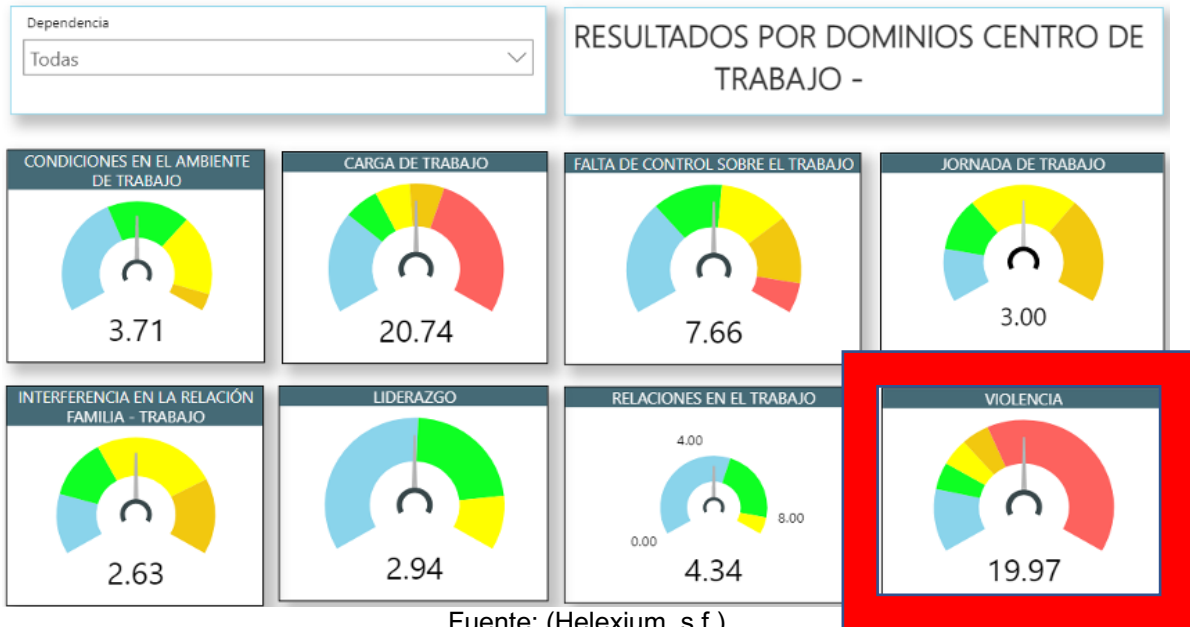 Dependencia
Todas
RESULTADOS POR DOMINIOS CENTRO DE
TRABAJO -
CONDICIONES EN EL AMBIENTE
DE TRABAJO
3.71
CARGA DE TRABAJO
20.74
FALTA DE CONTROL SOBRE EL TRABAJO
7.66
JORNADA DE TRABAJO
3.00
INTERFERENCIA EN LA RELACIÓN
FAMILIA - TRABAJO
2.63
LIDERAZGO
2.94
RELACIONES EN EL TRABAJO
4.00
0.00
8.00
4.34
VIOLENCIA
19.97
Fuente: (Helexium, s.f.)